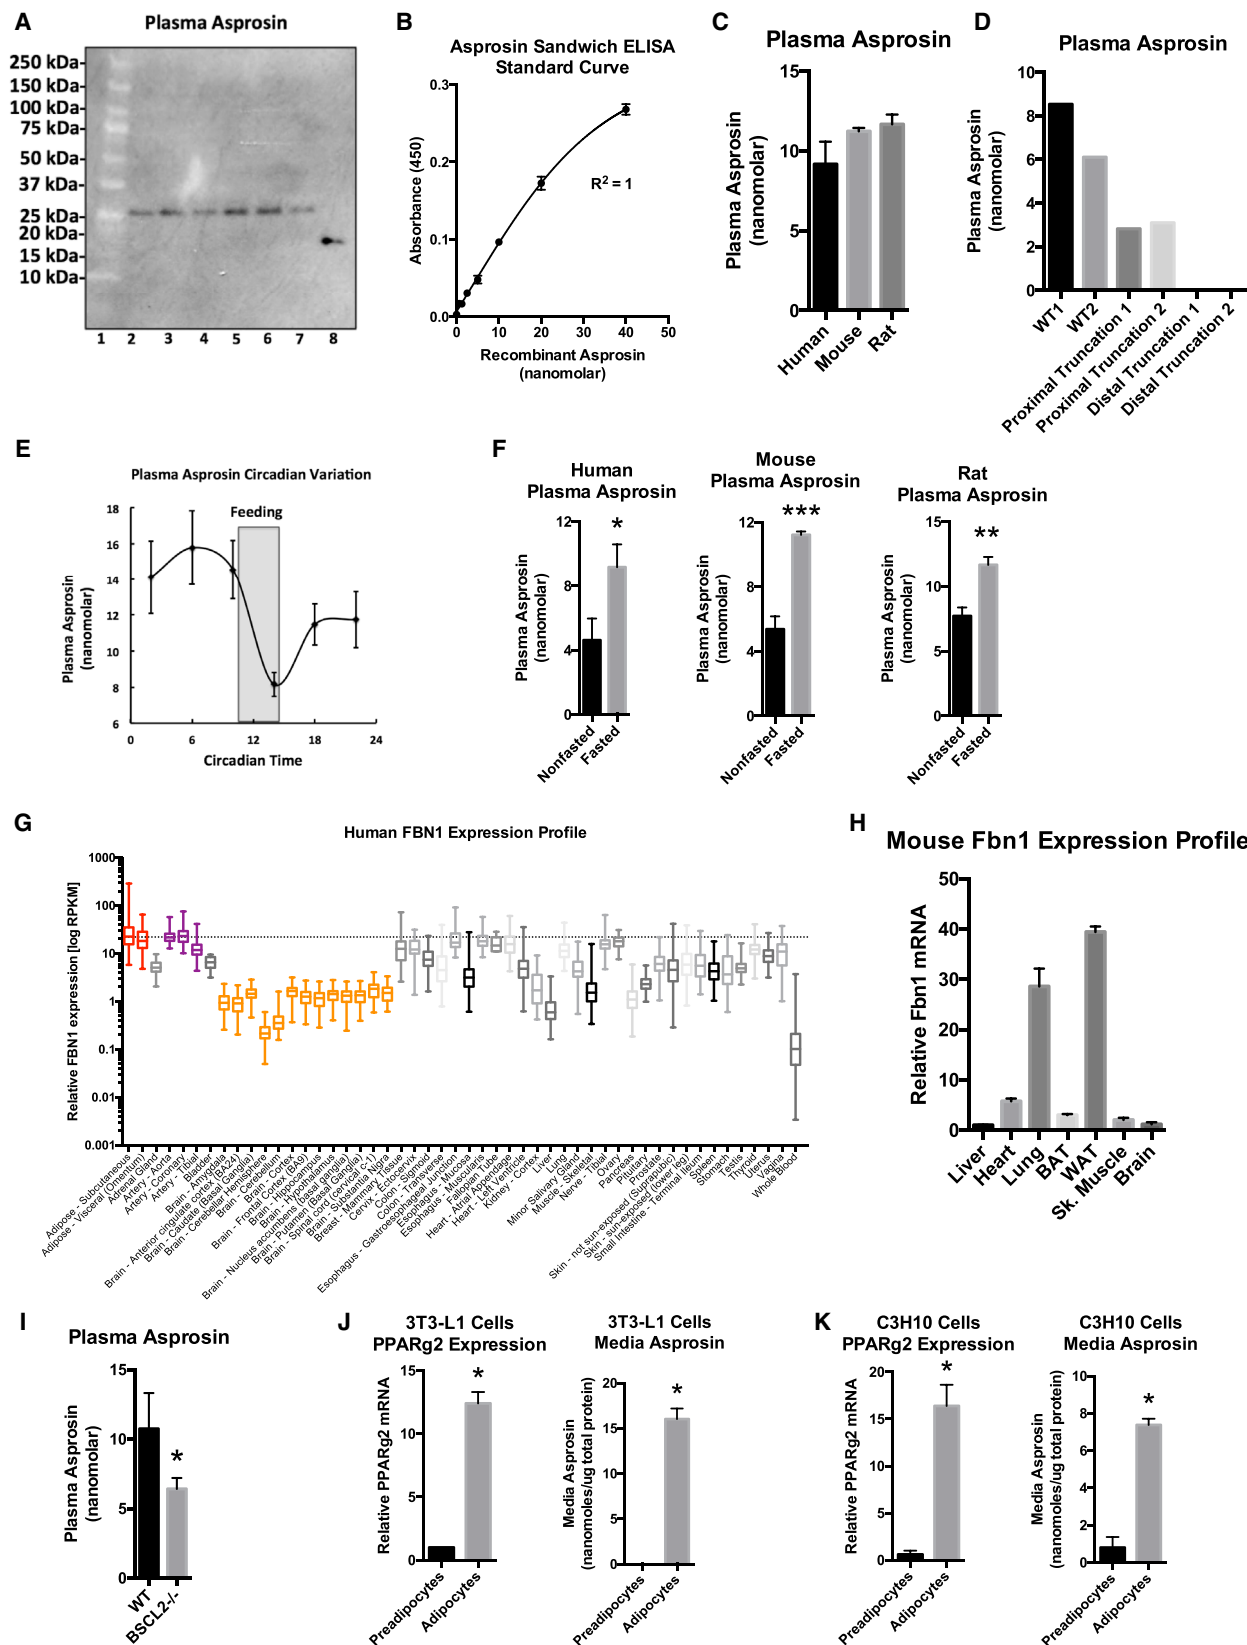 A
Plasma Asprosin
250 kDa-
150 kDa-
100 kDa-
75 kDa-
50 kDa-
37 kDa-
25 kDa-
20 kDa-
15 kDa-
10 kDa-
1 2 3 4 5 6 7 8
B
Asprosin Sandwich ELISA
Standard Curve
Absorbance (450)
0.3
0.2
0.1
0.0
R² = 1
0 10 20 30 40 50
Recombinant Asprosin
(nanomolar)
C
Plasma Asprosin
Plasma Asprosin
(nanomolar)
15
10
5
0
Human
Mouse
Rat
D
Plasma Asprosin
Plasma Asprosin
(nanomolar)
10
8
6
4
2
0
WT1
WT2
Proximal Truncation 1
Proximal Truncation 2
Distal Truncation 1
Distal Truncation 2
E
Plasma Asprosin Circadian Variation
Plasma Asprosin
(nanomolar)
18
16
14
12
10
8
6
Feeding
0 6 12 18 24
Circadian Time
F
Human
Plasma Asprosin
Plasma Asprosin
(nanomolar)
12
8
4
0
*
Nonfasted
Fasted
Mouse
Plasma Asprosin
Plasma Asprosin
(nanomolar)
12
8
4
0
***
Nonfasted
Fasted
Rat
Plasma Asprosin
Plasma Asprosin
(nanomolar)
15
10
5
0
**
Nonfasted
Fasted
G
Human FBN1 Expression Profile
Relative FBN1 expression [log RPKM]
1000
100
10
1
0.1
0.01
0.001
Adipose - Subcutaneous
Adipose - Visceral Omentum
Adrenal Gland
Artery - Aorta
Artery - Coronary
Artery - Tibial
Bladder
Brain - Amygdala
Brain - Anterior cingulate cortex (BA24)
Brain - Caudate (Basal Ganglia)
Brain - Cerebellar Hemisphere
Brain - Cerebellum
Brain - Cortex
Brain - Frontal Cortex (BA9)
Brain - Hippocampus
Brain - Hypothalamus
Brain - Nucleus accumbens (basal ganglia)
Brain - Putamen (Basal Ganglia)
Brain - Spinal cord (cervical c-1)
Brain - Substantia Nigra
Breast - Mammary Tissue
Cervix - Ectocervix
Colon - Sigmoid
Colon - Transverse
Esophagus - Gastroesophageal Junction
Esophagus - Mucosa
Esophagus - Muscularis
Fallopian Tube
Heart - Atrial Appendage
Heart - Left Ventricle
Kidney - Cortex
Liver
Lung
Minor Salivary Gland
Muscle - Skeletal
Nerve - Tibial
Ovary
Pancreas
Pituitary
Prostate
Skin - not sun-exposed (Suprapubic)
Skin - sun-exposed (lower leg)
Small Intestine - Terminal Ileum
Spleen
Stomach
Testis
Thyroid
Uterus
Vagina
Whole Blood
H
Mouse Fbn1 Expression Profile
Relative Fbn1 mRNA
50
40
30
20
10
0
Liver
Heart
Lung
BAT
WAT
Sk. Muscle
Brain
I
Plasma Asprosin
Plasma Asprosin
(nanomolar)
15
10
5
0
*
WT
BSCL2-/-
J
3T3-L1 Cells
PPARg2 Expression
Relative PPARg2 mRNA
15
10
5
0
*
Preadipocytes
Adipocytes
3T3-L1 Cells
Media Asprosin
Media Asprosin
(nanomoles/ug total protein)
20
15
10
5
0
*
Preadipocytes
Adipocytes
K
C3H10 Cells
PPARg2 Expression
Relative PPARg2 mRNA
20
15
10
5
0
*
Preadipocytes
Adipocytes
C3H10 Cells
Media Asprosin
Media Asprosin
(nanomoles/ug total protein)
10
8
6
4
2
0
*
Preadipocytes
Adipocytes